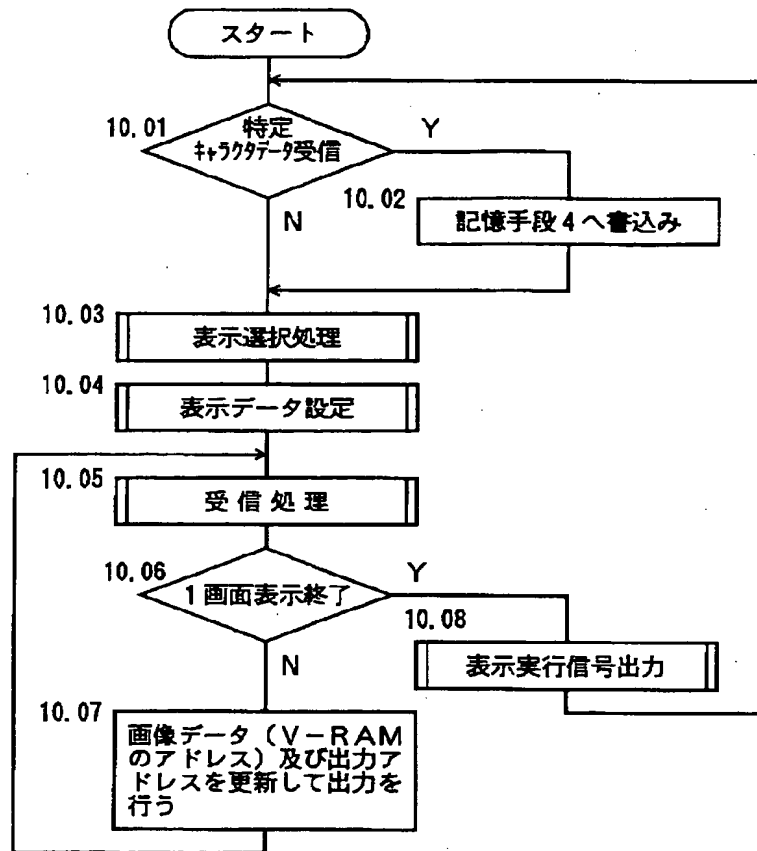 スタート
10.01
特定
ｷｬﾗｸﾀﾃﾞｰﾀ受信
Y
N
10.02
記憶手段4へ書込み
10.03
表示選択処理
10.04
表示データ設定
10.05
受信処理
10.06
1画面表示終了
Y
N
10.08
表示実行信号出力
10.07
画像データ（V－RAM
のアドレス）及び出力ア
ドレスを更新して出力を
行う